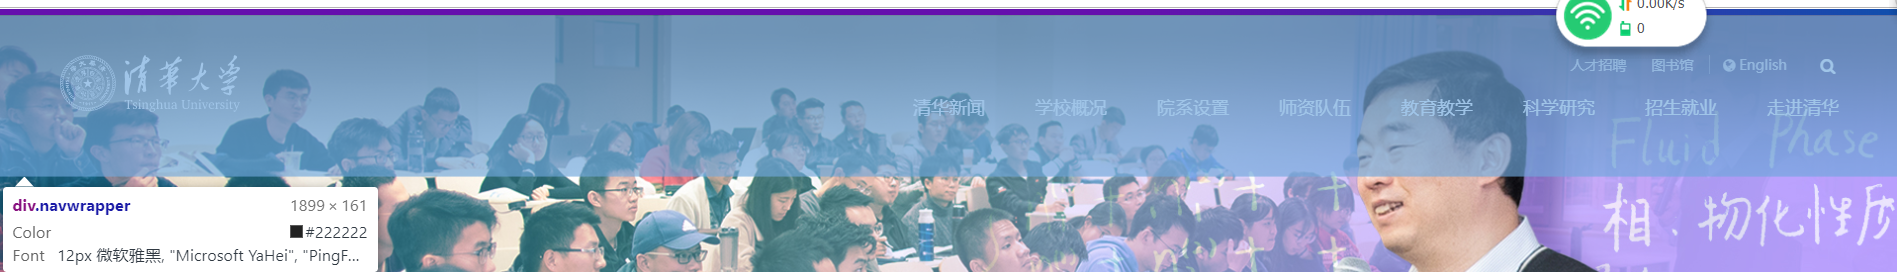 0.00K/s
0
人才招聘 图书馆 English
清華大学
Tsinghua University
清华新闻 学校概况 院系设置 师资队伍 教育教学 科学研究 招生就业 走进清华
Fluid Phase
相、物化性质
div.navwrapper 1899 × 161
Color #222222
Font 12px 微软雅黑, "Microsoft YaHei", "PingF...